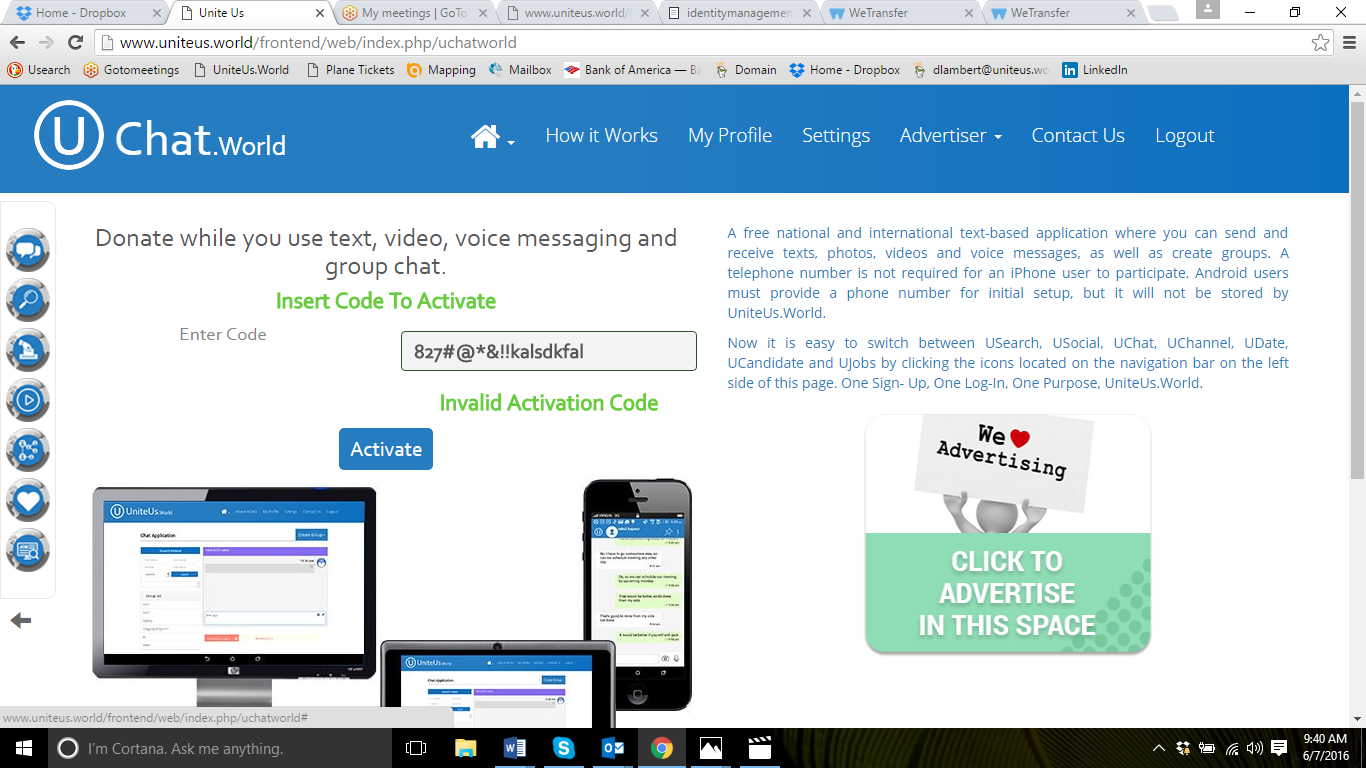 Home - Dropbox
Unite Us
My meetings | GoTo
www.uniteus.world/
identitymanagemen
WeTransfer
WeTransfer
www.uniteus.world/frontend/web/index.php/uchatworld
Usearch
Gotomeetings
UniteUs.World
Plane Tickets
Mapping
Mailbox
Bank of America — B
Domain
Home - Dropbox
dlambert@uniteus.wo
LinkedIn
U Chat.World
How it Works
My Profile
Settings
Advertiser
Contact Us
Logout
Donate while you use text, video, voice messaging and
group chat.
Insert Code To Activate
Enter Code
827#@*&!!kalsdkfal
Invalid Activation Code
Activate
A free national and international text-based application where you can send and
receive texts, photos, videos and voice messages, as well as create groups. A
telephone number is not required for an iPhone user to participate. Android users
must provide a phone number for initial setup, but it will not be stored by
UniteUs.World.
Now it is easy to switch between USearch, USocial, UChat, UChannel, UDate,
UCandidate and UJobs by clicking the icons located on the navigation bar on the left
side of this page. One Sign- Up, One Log-In, One Purpose, UniteUs.World.
We
Advertising
CLICK TO
ADVERTISE
IN THIS SPACE
UniteUs.World
Chat Application
Create Group
UniteUs.World
Chat Application
www.uniteus.world/frontend/web/index.php/uchatworld#
I'm Cortana. Ask me anything.
9:40 AM
6/7/2016